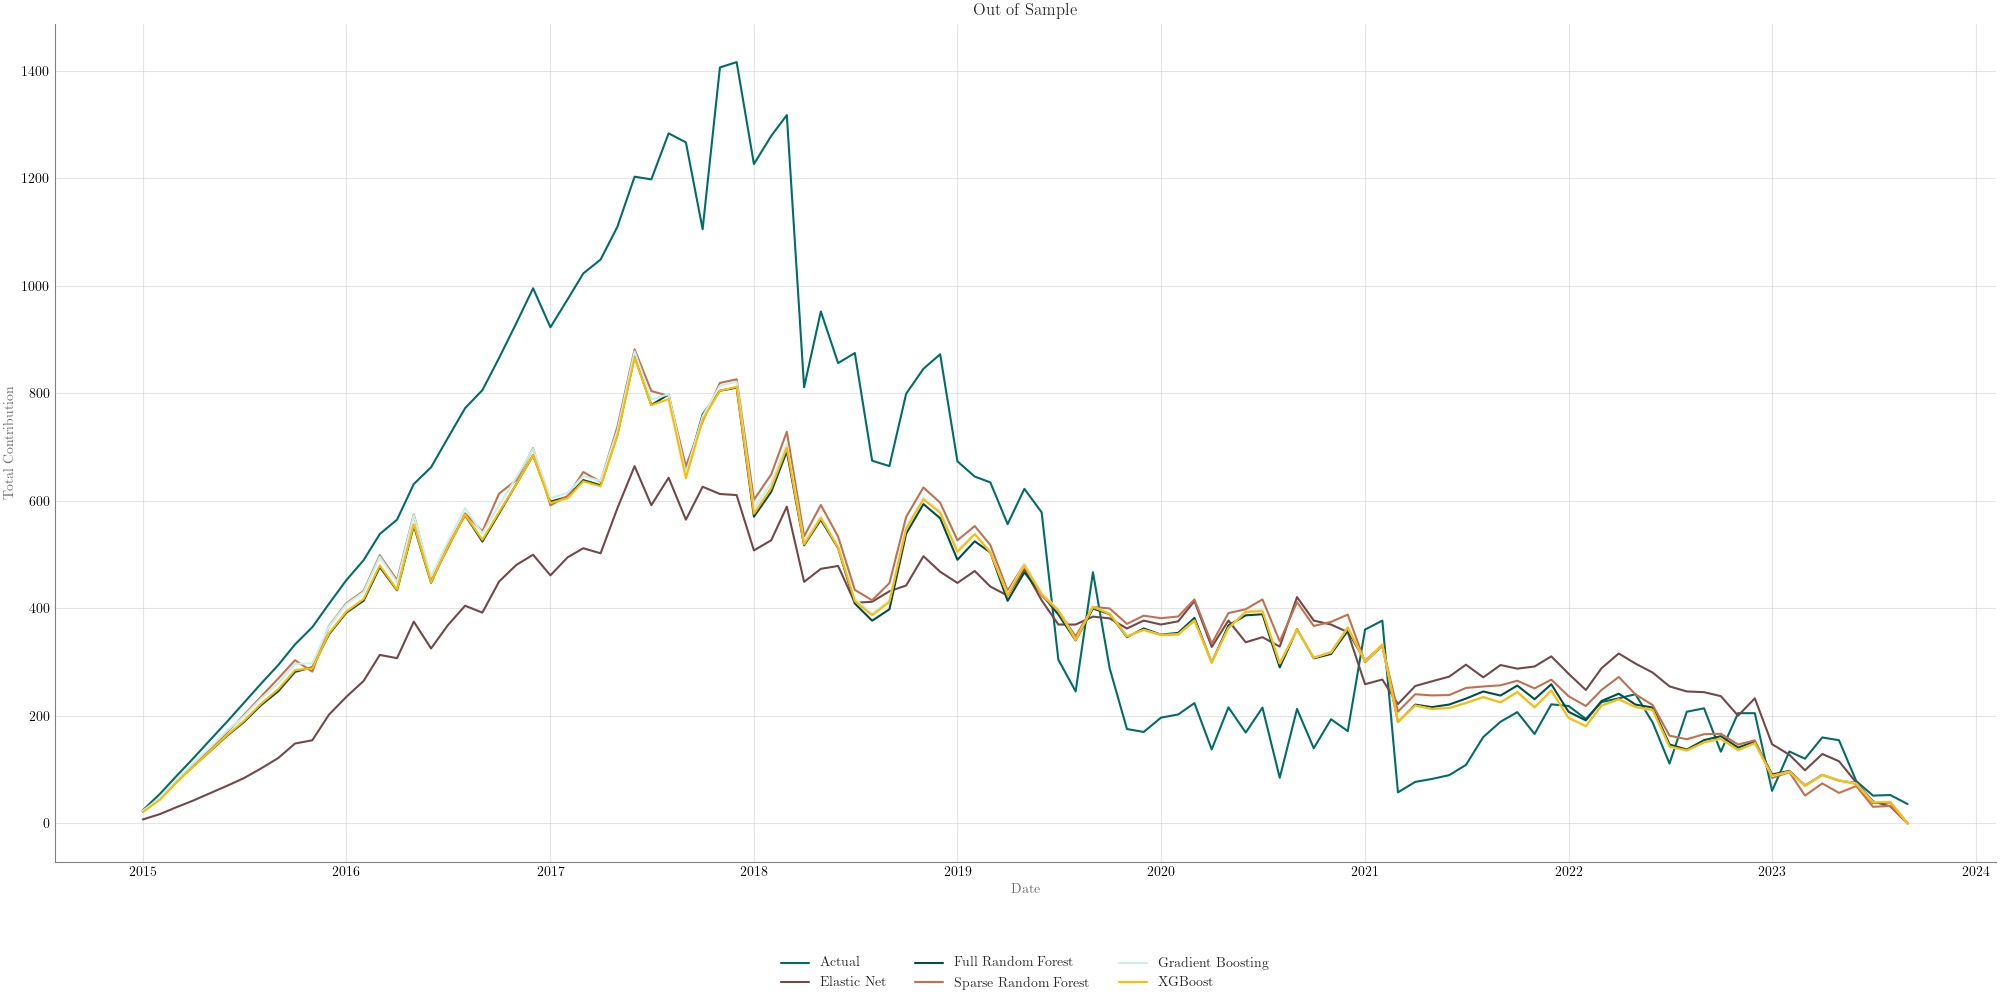 Out of Sample
1400
1200
1000
800
600
400
200
0
Total Contribution
2015 2016 2017 2018 2019 2020 2021 2022 2023 2024
Date
Actual Full Random Forest Gradient Boosting
Elastic Net Sparse Random Forest XGBoost